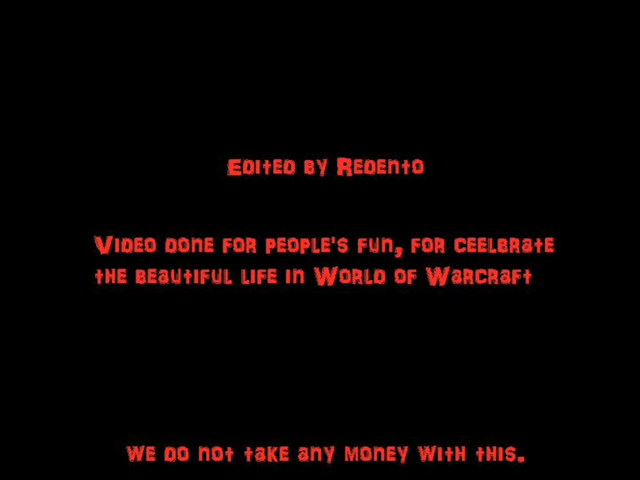 Edited by Redento
Video done for people's fun, for ceelbrate
the beautiful life in World of Warcraft
we do not take any money with this.